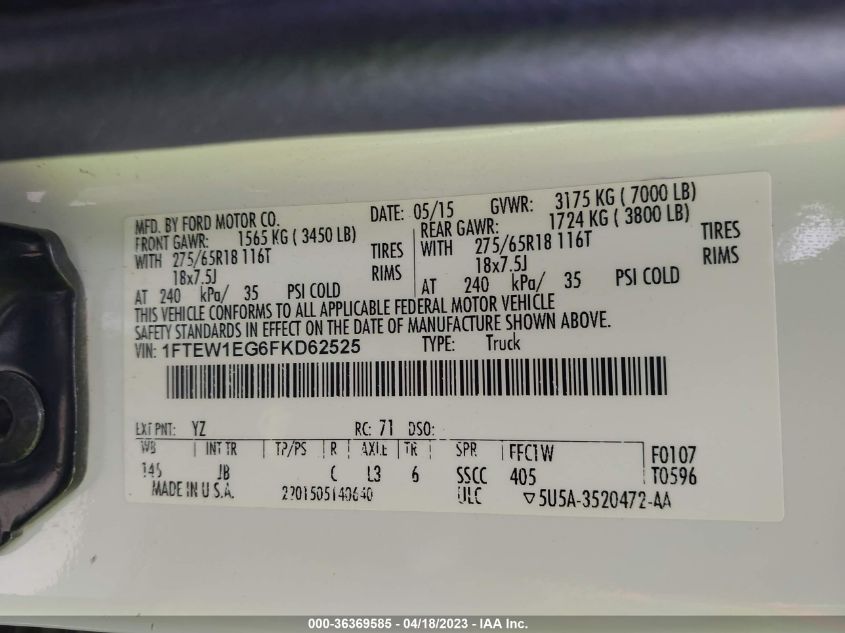 MFD. BY FORD MOTOR CO. DATE: 05/15 GVWR: 3175 KG ( 7000 LB)
FRONT GAWR: 1565 KG ( 3450 LB) REAR GAWR: 1724 KG ( 3800 LB)
WITH 275/65R18 116T TIRES WITH 275/65R18 116T TIRES
18x7.5J RIMS 18x7.5J RIMS
AT 240 kPa/ 35 PSI COLD AT 240 kPa/ 35 PSI COLD
THIS VEHICLE CONFORMS TO ALL APPLICABLE FEDERAL MOTOR VEHICLE
SAFETY STANDARDS IN EFFECT ON THE DATE OF MANUFACTURE SHOWN ABOVE.
VIN: 1FTEW1EG6FKD62525 TYPE: Truck
EXT PNT: YZ RC: 71 DSO:
WB INT TR TP/PS R AXLE TR SPR FFC1W F0107
145 JB C L3 6 SSCC 405 T0596
MADE IN U.S.A. 2201505140640 ULC 5U5A-3520472-AA
000-36369585 - 04/18/2023 - IAA Inc.